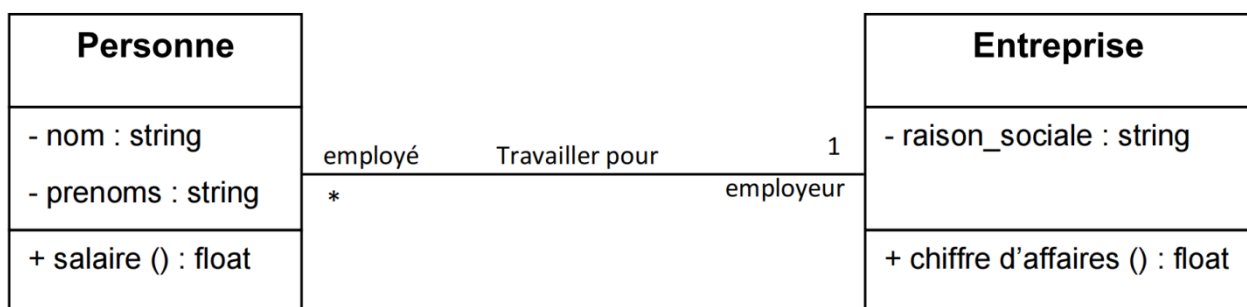 Personne
- nom : string
- prenoms : string
+ salaire () : float
employé
*
Travailler pour
1
employeur
Entreprise
- raison_sociale : string
+ chiffre d’affaires () : float